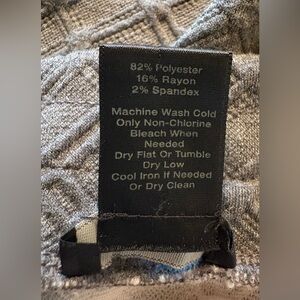 82% Polyester
16% Rayon
2% Spandex
Machine Wash Cold
Only Non-Chlorine
Bleach When
Needed
Dry Flat Or Tumble
Dry Low
Cool Iron If Needed
Or Dry Clean